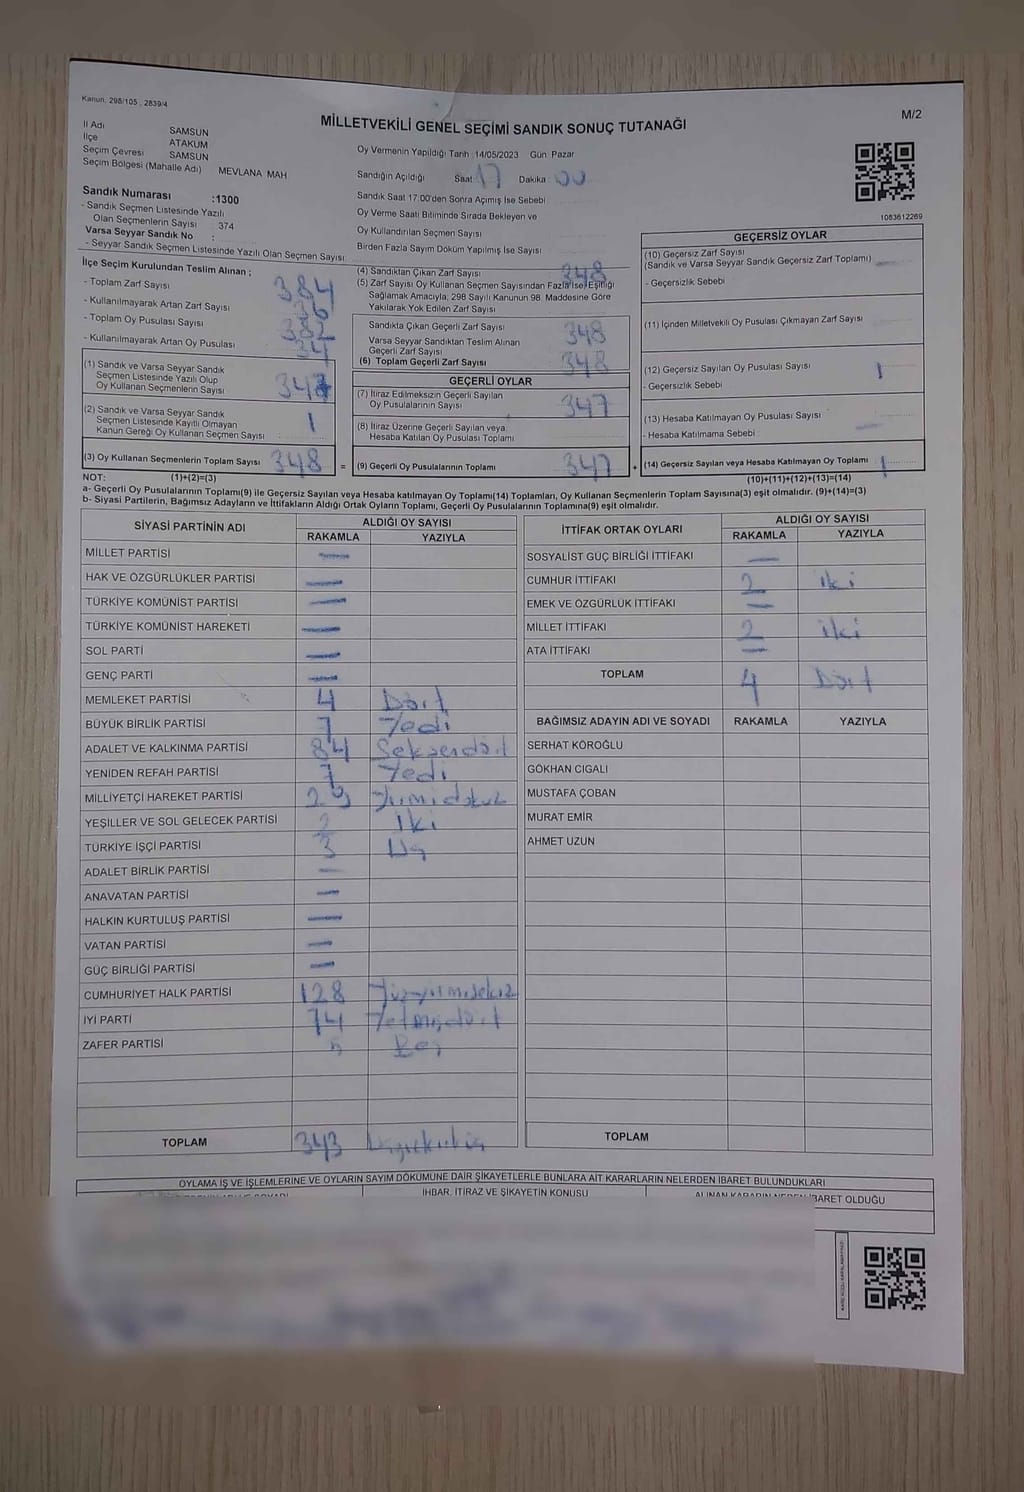 Kanun: 298/105 , 2839/4
M/2
MİLLETVEKİLİ GENEL SEÇİMİ SANDIK SONUÇ TUTANAĞI
İl Adı SAMSUN
İlçe ATAKUM
Seçim Çevresi SAMSUN
Seçim Bölgesi (Mahalle Adı) MEVLANA MAH
Sandık Numarası :1300
- Sandık Seçmen Listesinde Yazılı
Olan Seçmenlerin Sayısı : 374
Varsa Seyyar Sandık No :
- Seyyar Sandık Seçmen Listesinde Yazılı Olan Seçmen Sayısı
Oy Vermenin Yapıldığı Tarih 14/05/2023 Gün Pazar
Sandığın Açıldığı Saat 17 Dakika 00
Sandık Saat 17:00'den Sonra Açımış İse Sebebi
Oy Verme Saati Bitiminde Sırada Bekleyen ve
Oy Kullandırılan Seçmen Sayısı
Birden Fazla Sayım Döküm Yapılmış İse Sayısı
1083612269
İlçe Seçim Kurulundan Teslim Alınan ;
- Toplam Zarf Sayısı 384
- Kullanılmayarak Artan Zarf Sayısı 36
- Toplam Oy Pusulası Sayısı 382
- Kullanılmayarak Artan Oy Pusulası 34
(1) Sandık ve Varsa Seyyar Sandık
Seçmen Listesinde Yazılı Olup
Oy Kullanan Seçmenlerin Sayısı 347
(2) Sandık ve Varsa Seyyar Sandık
Seçmen Listesinde Kayıtlı Olmayan
Kanun Gereği Oy Kullanan Seçmen Sayısı 1
(3) Oy Kullanan Seçmenlerin Toplam Sayısı 348 =
(4) Sandıktan Çıkan Zarf Sayısı 348
(5) Zarf Sayısı Oy Kullanan Seçmen Sayısından Fazla İse, Eşitliği
Sağlamak Amacıyla, 298 Sayılı Kanunun 98. Maddesine Göre
Yakılarak Yok Edilen Zarf Sayısı
Sandıkta Çıkan Geçerli Zarf Sayısı 348
Varsa Seyyar Sandıktan Teslim Alınan
Geçerli Zarf Sayısı
(6) Toplam Geçerli Zarf Sayısı 348
GEÇERLİ OYLAR
(7) İtiraz Edilmeksizin Geçerli Sayılan
Oy Pusulalarının Sayısı 347
(8) İtiraz Üzerine Geçerli Sayılan veya
Hesaba Katılan Oy Pusulası Toplamı
(9) Geçerli Oy Pusulalarının Toplamı 347 +
GEÇERSİZ OYLAR
(10) Geçersiz Zarf Sayısı
(Sandık ve Varsa Seyyar Sandık Geçersiz Zarf Toplamı) —
- Geçersizlik Sebebi
(11) İçinden Milletvekili Oy Pusulası Çıkmayan Zarf Sayısı
(12) Geçersiz Sayılan Oy Pusulası Sayısı 1
- Geçersizlik Sebebi
(13) Hesaba Katılmayan Oy Pusulası Sayısı
- Hesaba Katılmama Sebebi —
(14) Geçersiz Sayılan veya Hesaba Katılmayan Oy Toplamı 1
NOT: (1)+(2)=(3) (10)+(11)+(12)+(13)=(14)
a- Geçerli Oy Pusulalarının Toplamı(9) ile Geçersiz Sayılan veya Hesaba katılmayan Oy Toplamı(14) Toplamları, Oy Kullanan Seçmenlerin Toplam Sayısına(3) eşit olmalıdır. (9)+(14)=(3)
b- Siyasi Partilerin, Bağımsız Adayların ve İttifakların Aldığı Ortak Oyların Toplamı, Geçerli Oy Pusulalarının Toplamına(9) eşit olmalıdır.
SİYASİ PARTİNİN ADI ALDIĞI OY SAYISI
RAKAMLA YAZIYLA
MİLLET PARTİSİ —
HAK VE ÖZGÜRLÜKLER PARTİSİ —
TÜRKİYE KOMÜNİST PARTİSİ —
TÜRKİYE KOMÜNİST HAREKETİ —
SOL PARTİ —
GENÇ PARTİ —
MEMLEKET PARTİSİ 4 Dört
BÜYÜK BİRLİK PARTİSİ 7 Yedi
ADALET VE KALKINMA PARTİSİ 84 Seksendört
YENİDEN REFAH PARTİSİ 7 Yedi
MİLLİYETÇİ HAREKET PARTİSİ 29 Yirmidokuz
YEŞİLLER VE SOL GELECEK PARTİSİ 2 İki
TÜRKİYE İŞÇİ PARTİSİ 3 Üç
ADALET BİRLİK PARTİSİ —
ANAVATAN PARTİSİ —
HALKIN KURTULUŞ PARTİSİ —
VATAN PARTİSİ —
GÜÇ BİRLİĞİ PARTİSİ —
CUMHURİYET HALK PARTİSİ 128 Yüzyirmisekiz
İYİ PARTİ 74 Yetmişdört
ZAFER PARTİSİ 5 Beş
TOPLAM 343 Üçyüzkırküç
İTTİFAK ORTAK OYLARI ALDIĞI OY SAYISI
RAKAMLA YAZIYLA
SOSYALİST GÜÇ BİRLİĞİ İTTİFAKI —
CUMHUR İTTİFAKI 2 iki
EMEK VE ÖZGÜRLÜK İTTİFAKI —
MİLLET İTTİFAKI 2 iki
ATA İTTİFAKI —
TOPLAM 4 Dört
BAĞIMSIZ ADAYIN ADI VE SOYADI RAKAMLA YAZIYLA
SERHAT KÖROĞLU
GÖKHAN CIGALI
MUSTAFA ÇOBAN
MURAT EMİR
AHMET UZUN
TOPLAM
OYLAMA İŞ VE İŞLEMLERİNE VE OYLARIN SAYIM DÖKÜMÜNE DAİR ŞİKAYETLERLE BUNLARA AİT KARARLARIN NELERDEN İBARET BULUNDUKLARI
İHBAR, İTİRAZ VE ŞİKAYETİN KONUSU
ALINAN KARARIN NEDEN İBARET OLDUĞU